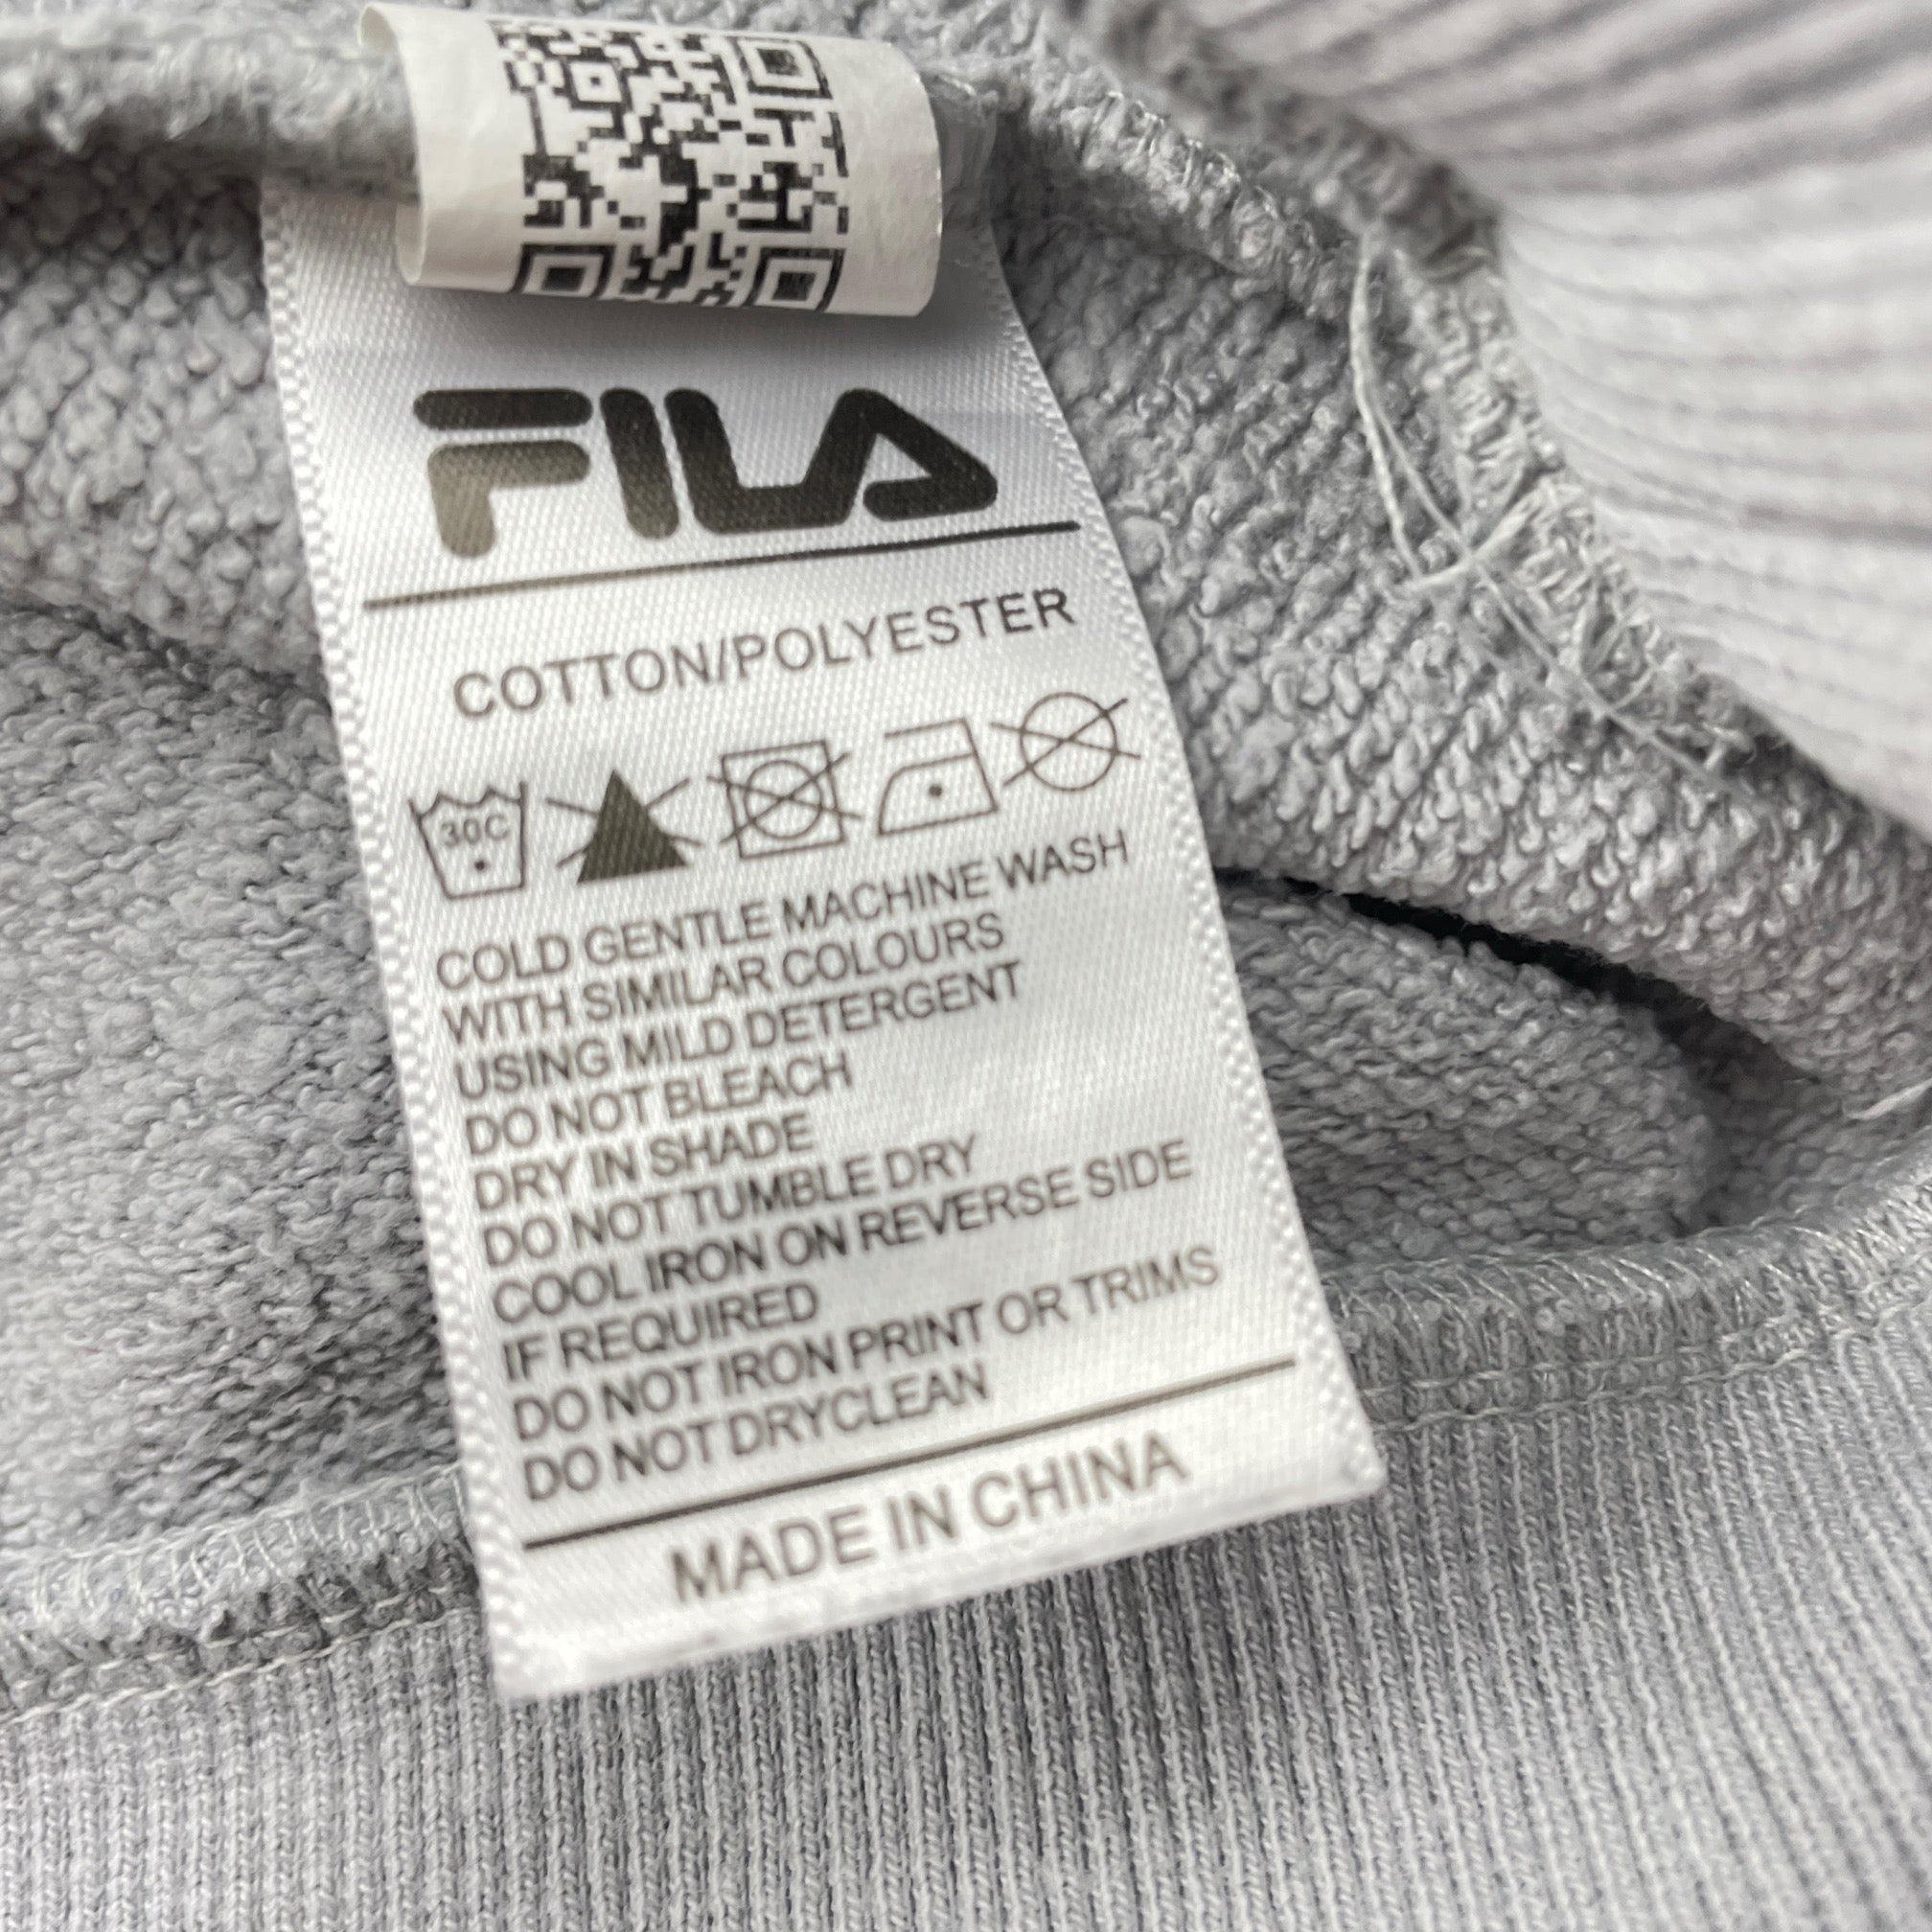 FILA
COTTON/POLYESTER
30C
COLD GENTLE MACHINE WASH
WITH SIMILAR COLOURS
USING MILD DETERGENT
DO NOT BLEACH
DRY IN SHADE
DO NOT TUMBLE DRY
COOL IRON ON REVERSE SIDE
IF REQUIRED
DO NOT IRON PRINT OR TRIMS
DO NOT DRYCLEAN
MADE IN CHINA